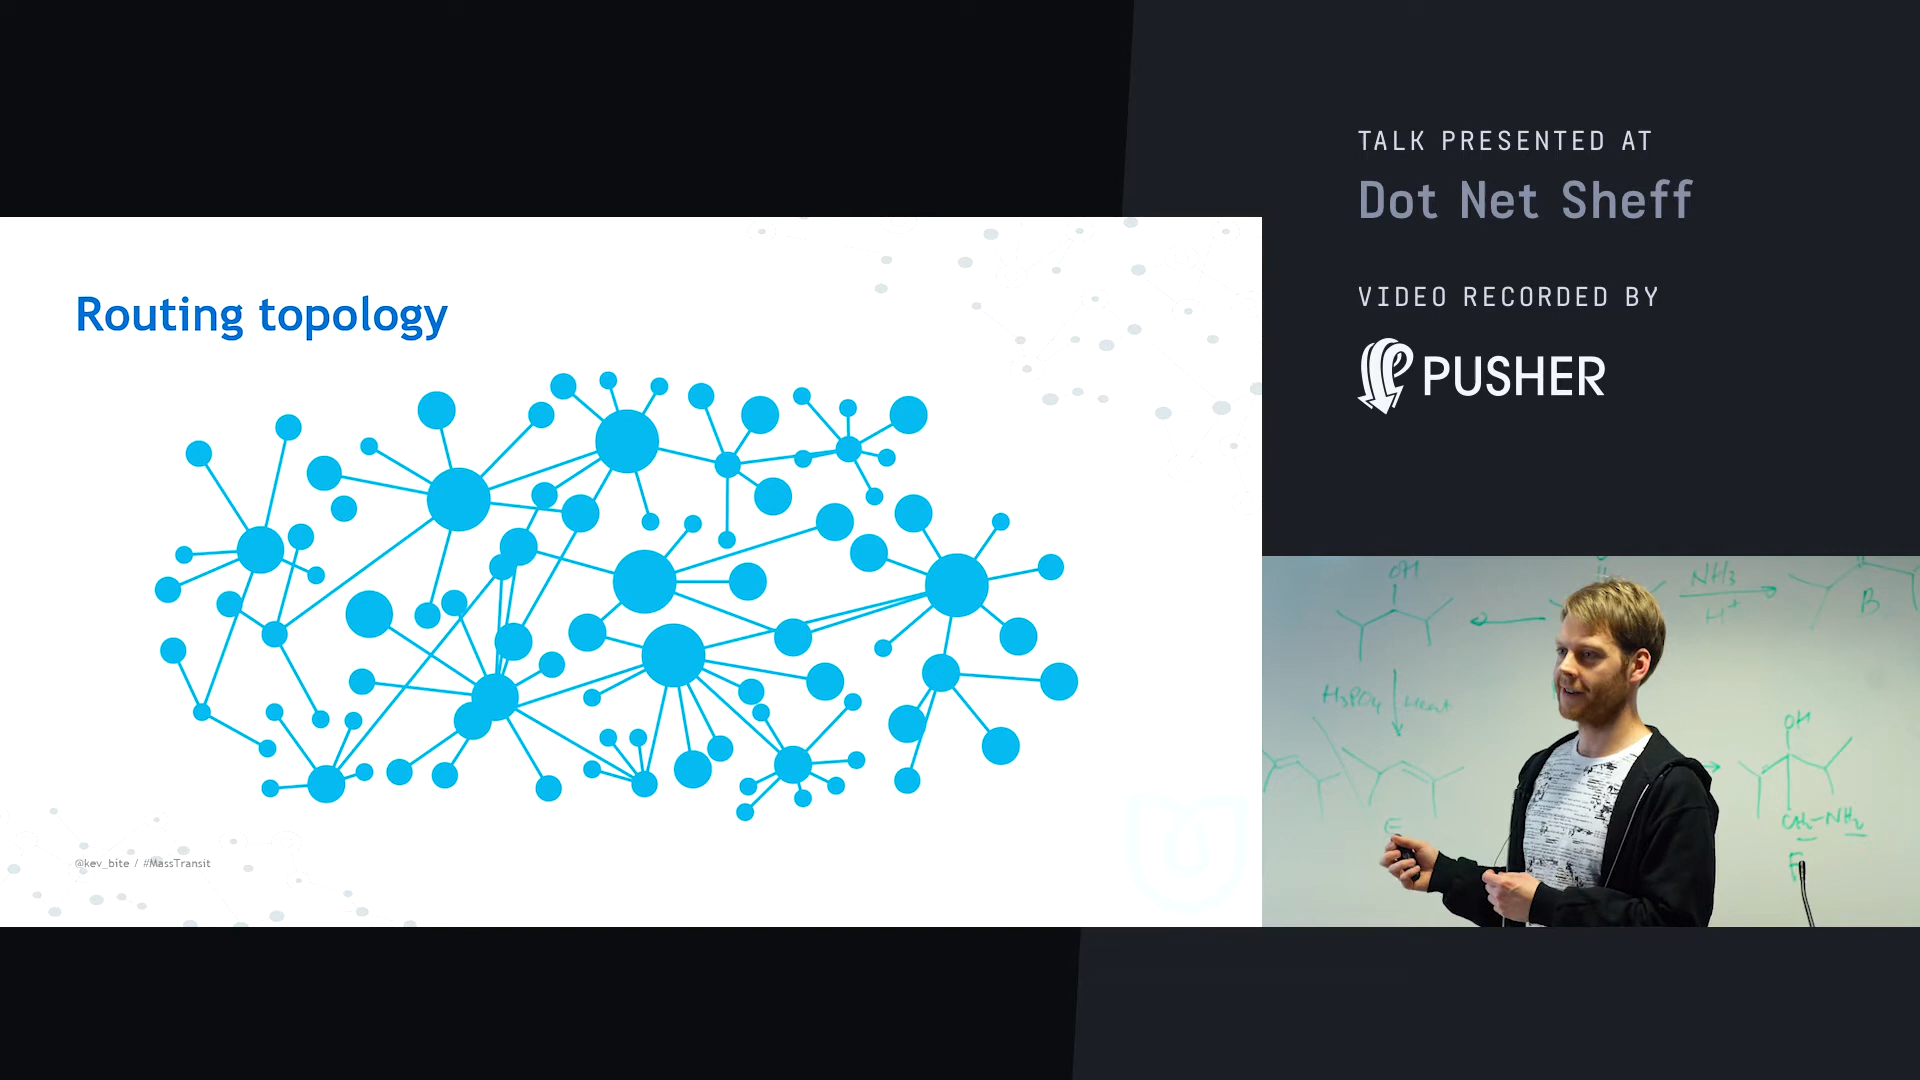 TALK PRESENTED AT
Dot Net Sheff
VIDEO RECORDED BY
PUSHER
Routing topology
@kev_bite / #MassTransit
OH
NH3
H+
B
H3PO4
Heat
OH
CH2-NH2
F
E